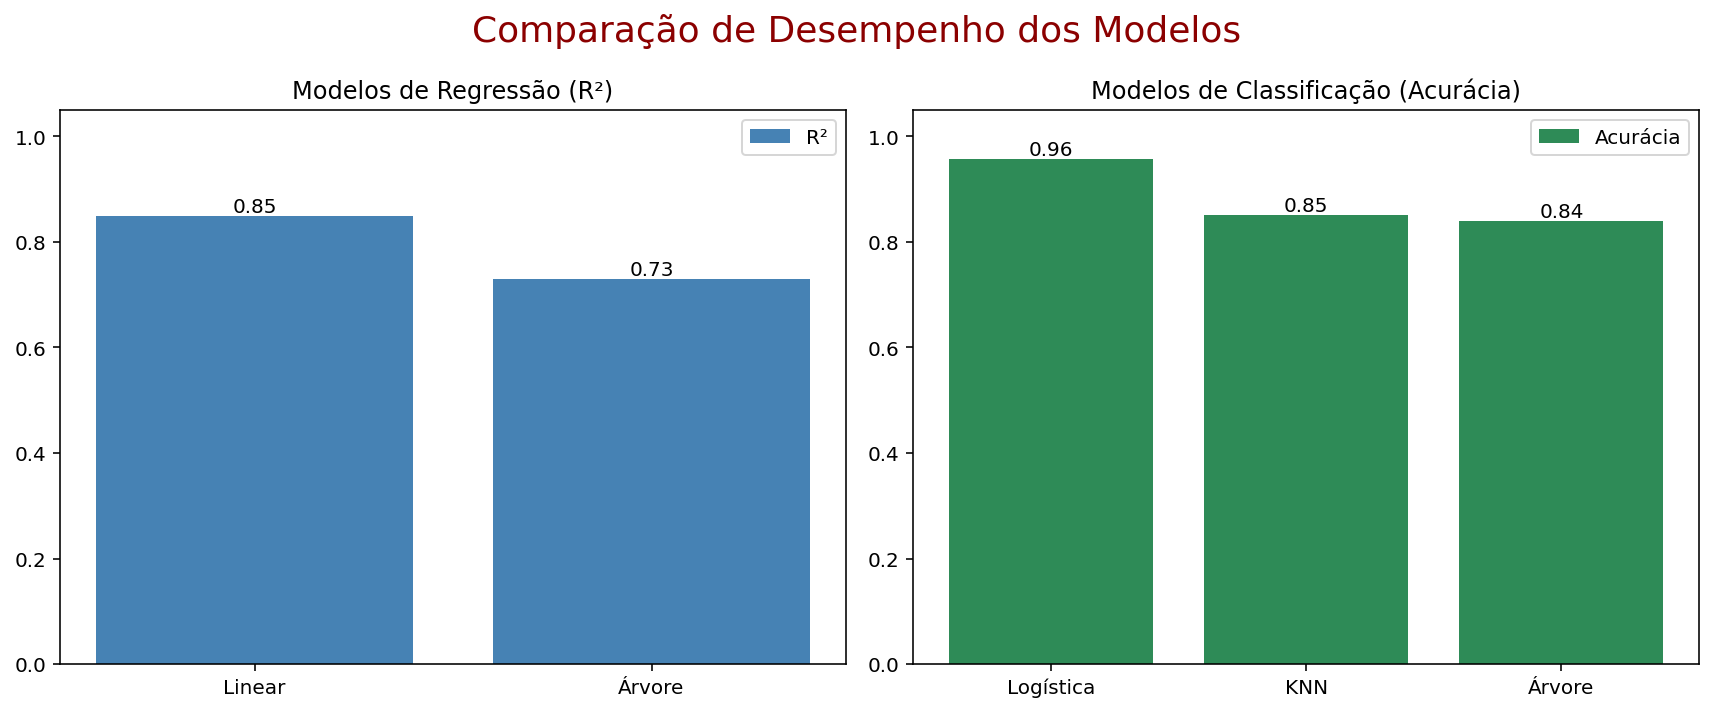 Comparação de Desempenho dos Modelos
Modelos de Regressão (R²)
1.0
0.8
0.6
0.4
0.2
0.0
R²
0.85
0.73
Linear
Árvore
Modelos de Classificação (Acurácia)
1.0
0.8
0.6
0.4
0.2
0.0
Acurácia
0.96
0.85
0.84
Logística
KNN
Árvore